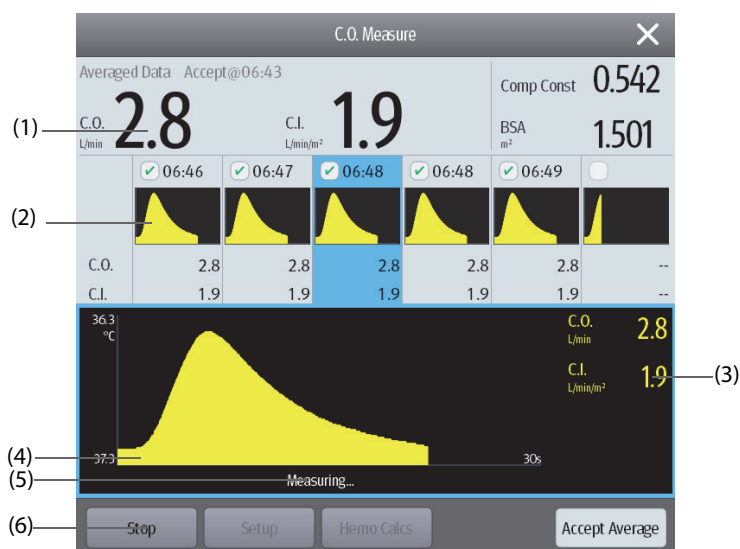 C.O. Measure
Averaged Data Accept@06:43
C.O. L/min 2.8
C.I. L/min/m² 1.9
Comp Const 0.542
BSA m² 1.501
(1)
06:46 06:47 06:48 06:48 06:49
(2)
C.O. 2.8 2.8 2.8 2.8 2.8 --
C.I. 1.9 1.9 1.9 1.9 1.9 --
36.3
°C
C.O. L/min 2.8
C.I. L/min/m² 1.9
(3)
(4)
37.3
30s
(5)
Measuring...
(6)
Stop Setup Hemo Calcs Accept Average